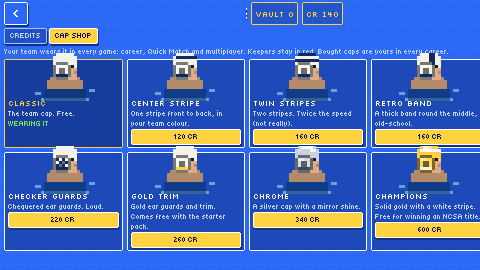 VAULT 0
CR 140
CREDITS
CAP SHOP
Your team wears it in every game: career, Quick Match and multiplayer. Keepers stay in red. Bought caps are yours in every career.
CLASSIC
The team cap. Free.
WEARING IT
CENTER STRIPE
One stripe front to back, in
your team colour.
120 CR
TWIN STRIPES
Two stripes. Twice the speed
(not really).
160 CR
RETRO BAND
A thick band round the middle,
old-school.
160 CR
CHECKER GUARDS
Chequered ear guards. Loud.
220 CR
GOLD TRIM
Gold ear guards and trim.
Comes free with the starter
pack.
260 CR
CHROME
A silver cap with a mirror shine.
340 CR
CHAMPIONS
Solid gold with a white stripe.
Free for winning an NCSA title.
600 CR